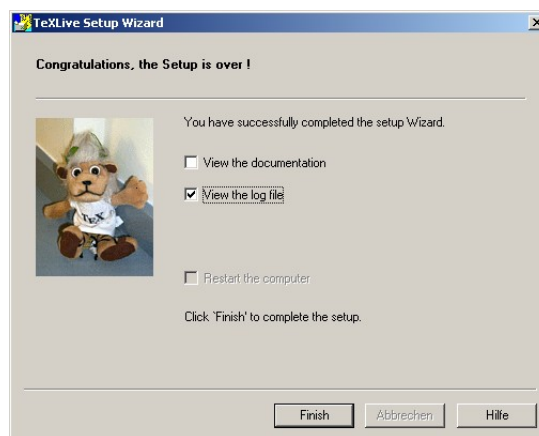 TeXLive Setup Wizard
Congratulations, the Setup is over !
You have successfully completed the setup Wizard.
View the documentation
View the log file
TEX
Restart the computer
Click 'Finish' to complete the setup.
Finish
Abbrechen
Hilfe